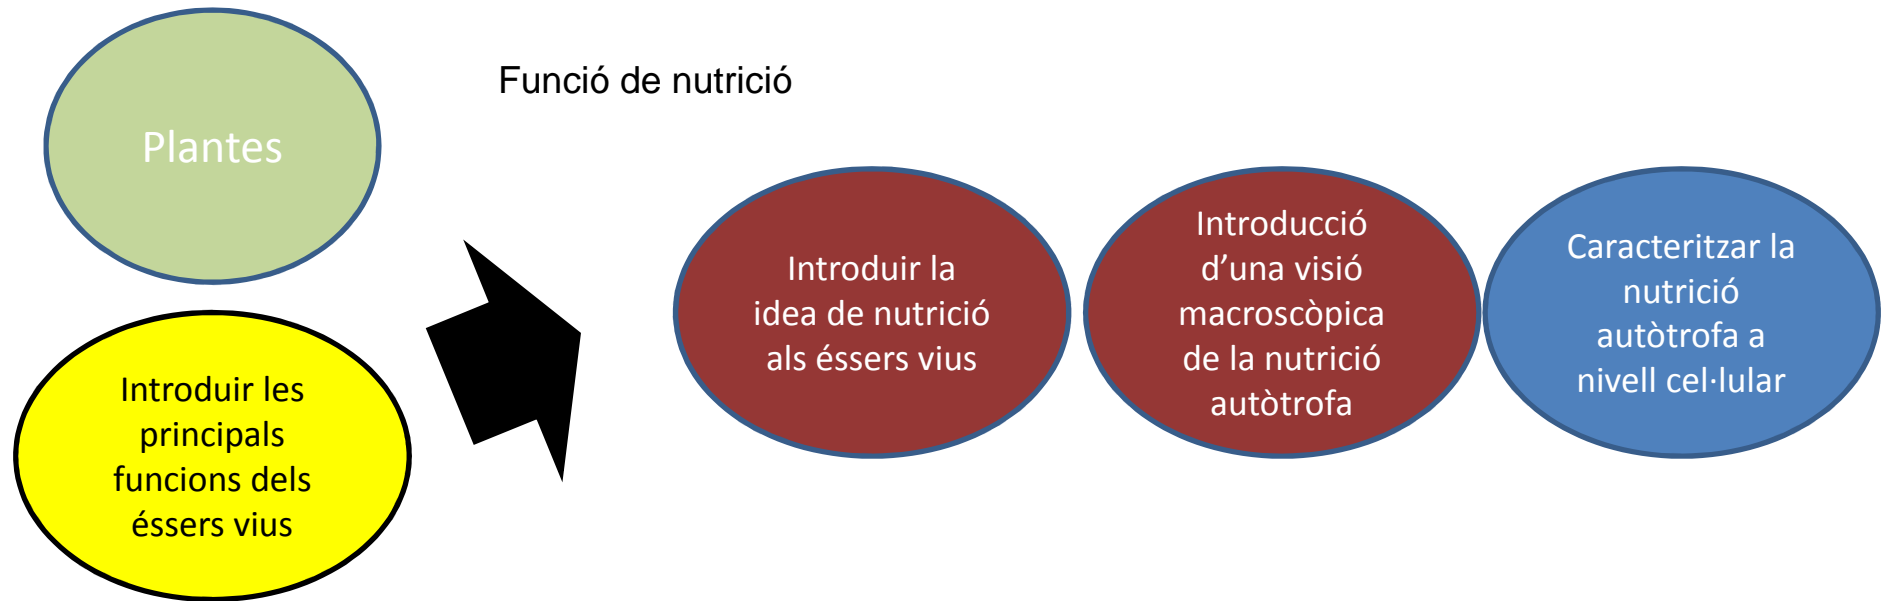 Plantes
Funció de nutrició
Introduir les
principals
funcions dels
éssers vius
Introduir la
idea de nutrició
als éssers vius
Introducció
d’una visió
macroscòpica
de la nutrició
autòtrofa
Caracteritzar la
nutrició
autòtrofa a
nivell cel·lular